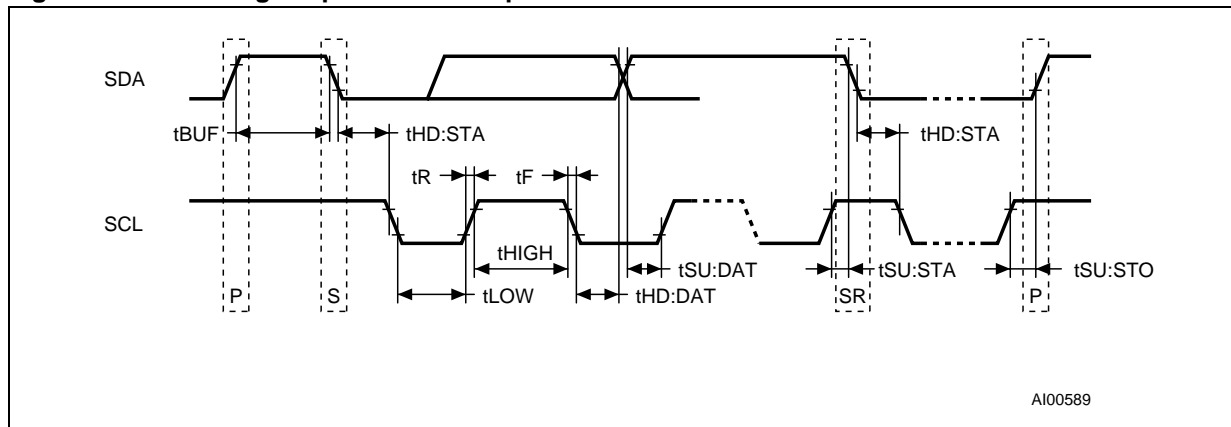 SDA
tBUF
tHD:STA
tHD:STA
tR
tF
SCL
tHIGH
tSU:DAT
tSU:STA
tSU:STO
P
S
tLOW
tHD:DAT
SR
P
AI00589